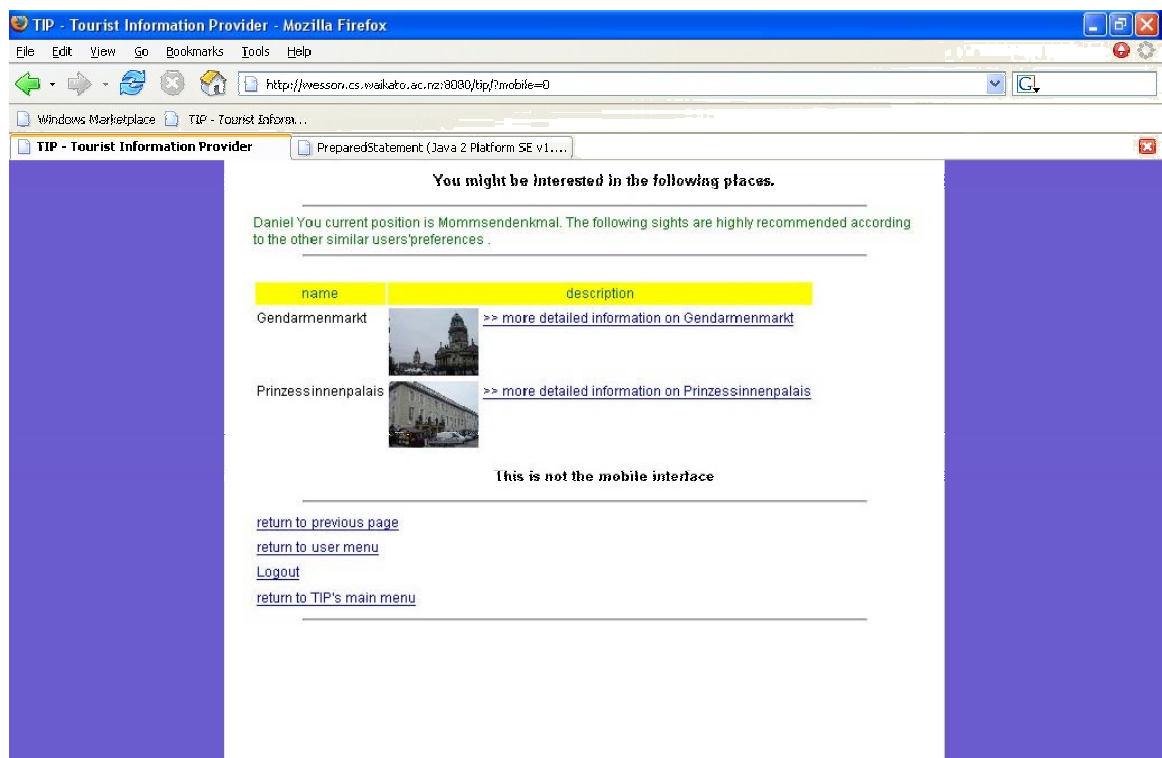 TIP - Tourist Information Provider - Mozilla Firefox
File Edit View Go Bookmarks Tools Help
http://wesson.cs.waikato.ac.nz:8080/tip/?mobile=0
G
Windows Marketplace TIP - Tourist Inform...
TIP - Tourist Information Provider PreparedStatement (Java 2 Platform SE v1....
You might be interested in the following places.
Daniel You current position is Mommsendenkmal. The following sights are highly recommended according
to the other similar users'preferences .
name description
Gendarmenmarkt >> more detailed information on Gendarmenmarkt
Prinzessinnenpalais >> more detailed information on Prinzessinnenpalais
This is not the mobile interface
return to previous page
return to user menu
Logout
return to TIP's main menu